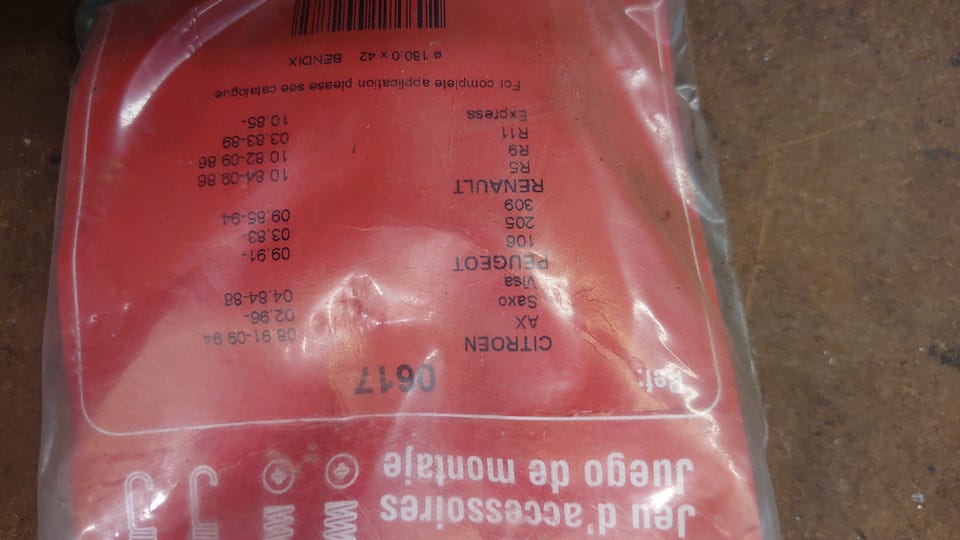 Jeu d'accessoires
Juego de montaje
Ref: 0617
CITROEN
AX 08.91-09.94
Saxo 02.96-
Visa 04.84-88
PEUGEOT
106 09.91-
205 03.83-
309 09.85-94
RENAULT
R5 10.84-09.86
R9 10.82-09.86
R11 03.83-89
Express 10.85-
For complete application please see catalogue
ø 180.0 x 42 BENDIX